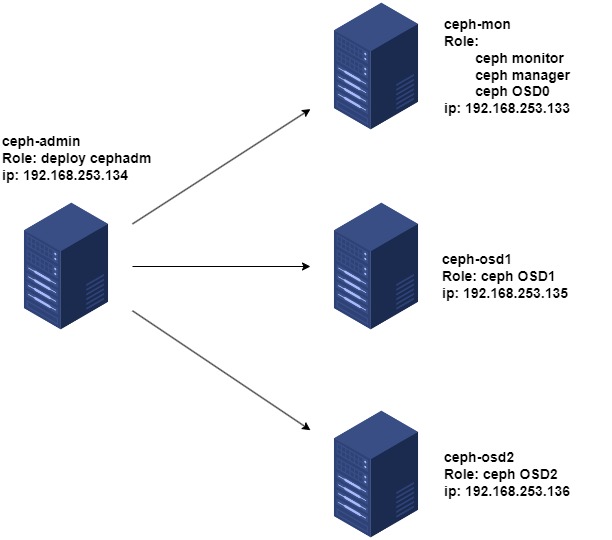 ceph-mon
Role:
ceph monitor
ceph manager
ceph OSD0
ip: 192.168.253.133
ceph-admin
Role: deploy cephadm
ip: 192.168.253.134
ceph-osd1
Role: ceph OSD1
ip: 192.168.253.135
ceph-osd2
Role: ceph OSD2
ip: 192.168.253.136